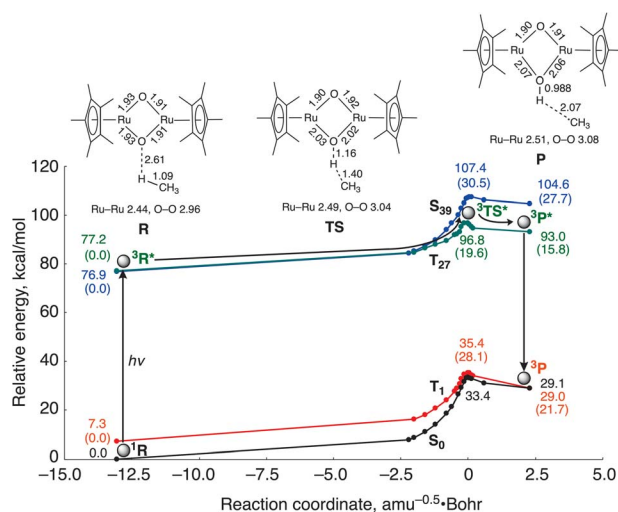 1.90 O 1.91
Ru Ru
2.07 2.06
O
H 0.988
2.07
CH3
Ru–Ru 2.51, O–O 3.08
P
1.93 O 1.91
Ru Ru
1.93 O 1.91
2.61
H 1.09
CH3
Ru–Ru 2.44, O–O 2.96
R
1.90 O 1.92
Ru Ru
2.03 O 2.02
1.16
H
1.40
CH3
Ru–Ru 2.49, O–O 3.04
TS
Relative energy, kcal/mol
120
100
80
60
40
20
0
77.2
(0.0)
³R*
76.9
(0.0)
hν
7.3
(0.0)
0.0
¹R
S39
T27
107.4
(30.5)
³TS*
³P*
104.6
(27.7)
96.8
(19.6)
93.0
(15.8)
35.4
(28.1)
T1
S0
33.4
³P
29.1
29.0
(21.7)
−15.0 −12.5 −10.0 −7.5 −5.0 −2.5 0 2.5 5.0
Reaction coordinate, amu⁻⁰·⁵•Bohr